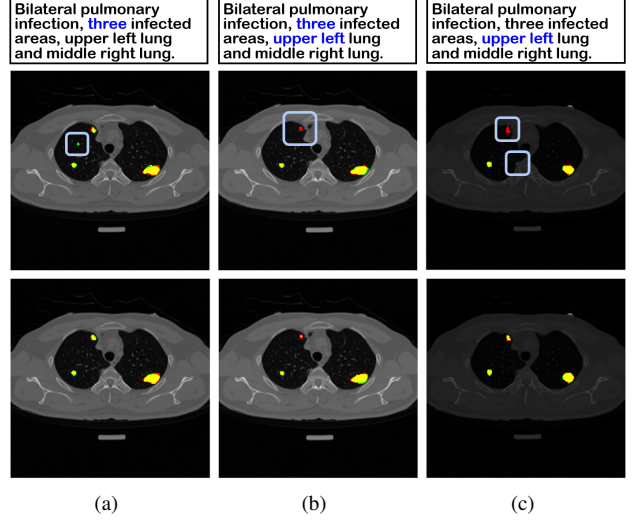 Bilateral pulmonary
infection, three infected
areas, upper left lung
and middle right lung.
Bilateral pulmonary
infection, three infected
areas, upper left lung
and middle right lung.
Bilateral pulmonary
infection, three infected
areas, upper left lung
and middle right lung.
(a)
(b)
(c)